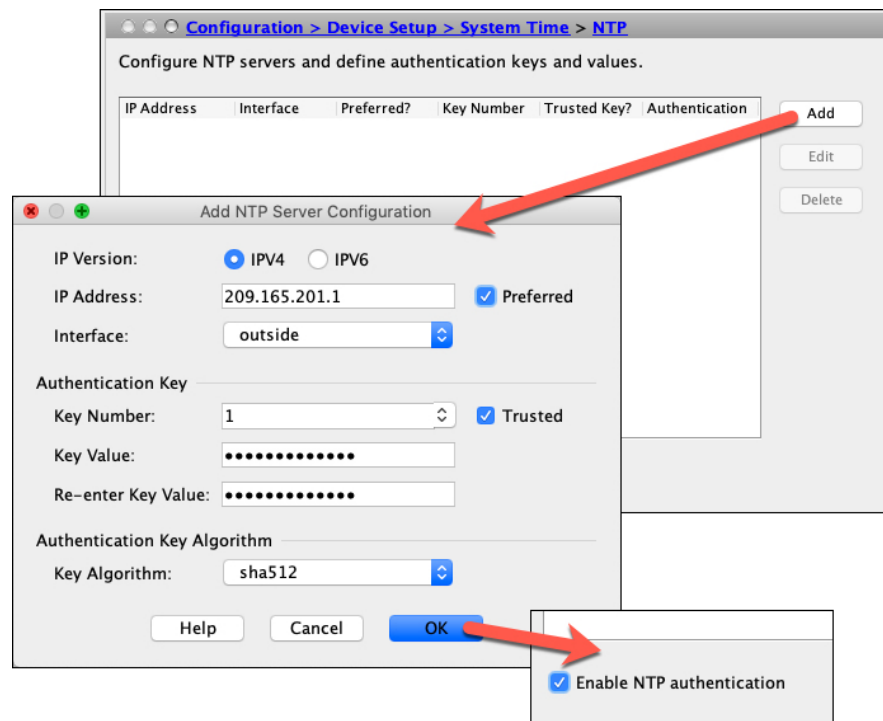 Configuration > Device Setup > System Time > NTP
Configure NTP servers and define authentication keys and values.
IP Address Interface Preferred? Key Number Trusted Key? Authentication
Add
Edit
Delete
Add NTP Server Configuration
IP Version: IPV4 IPV6
IP Address: 209.165.201.1 Preferred
Interface: outside
Authentication Key
Key Number: 1 Trusted
Key Value: •••••••••••••
Re-enter Key Value: •••••••••••••
Authentication Key Algorithm
Key Algorithm: sha512
Help Cancel OK
Enable NTP authentication